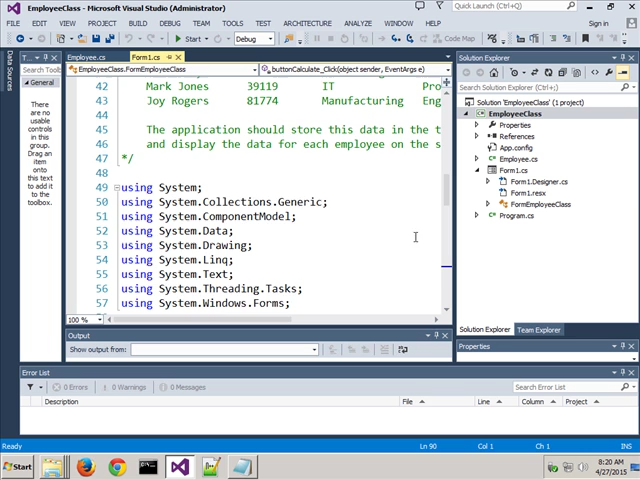 EmployeeClass - Microsoft Visual Studio (Administrator)
Quick Launch (Ctrl+Q)
FILE EDIT VIEW PROJECT BUILD DEBUG TEAM TOOLS TEST ARCHITECTURE ANALYZE WINDOW HELP
Sign in
Start Debug
Data Sources
T...
Search Toolbox
General
There are no usable controls in this group. Drag an item onto this text to add it to the toolbox.
Employee.cs Form1.cs
EmployeeClass.FormEmployeeClass buttonCalculate_Click(object sender, EventArgs e)
42 Mark Jones 39119 IT Pro
43 Joy Rogers 81774 Manufacturing Eng
44
45 The application should store this data in the t
46 and display the data for each employee on the s
47 */
48
49 using System;
50 using System.Collections.Generic;
51 using System.ComponentModel;
52 using System.Data;
53 using System.Drawing;
54 using System.Linq;
55 using System.Text;
56 using System.Threading.Tasks;
57 using System.Windows.Forms;
100 %
Output
Show output from:
Solution Explorer
Search Solution Explorer (Ctrl+;)
Solution 'EmployeeClass' (1 project)
EmployeeClass
Properties
References
App.config
Employee.cs
Form1.cs
Form1.Designer.cs
Form1.resx
FormEmployeeClass
Program.cs
Solution Explorer Team Explorer
Properties
Error List
0 Errors 0 Warnings 0 Messages
Search Error List
Description File Line Column Project
Ready Ln 90 Col 1 Ch 1 INS
Start
8:20 AM
4/27/2015